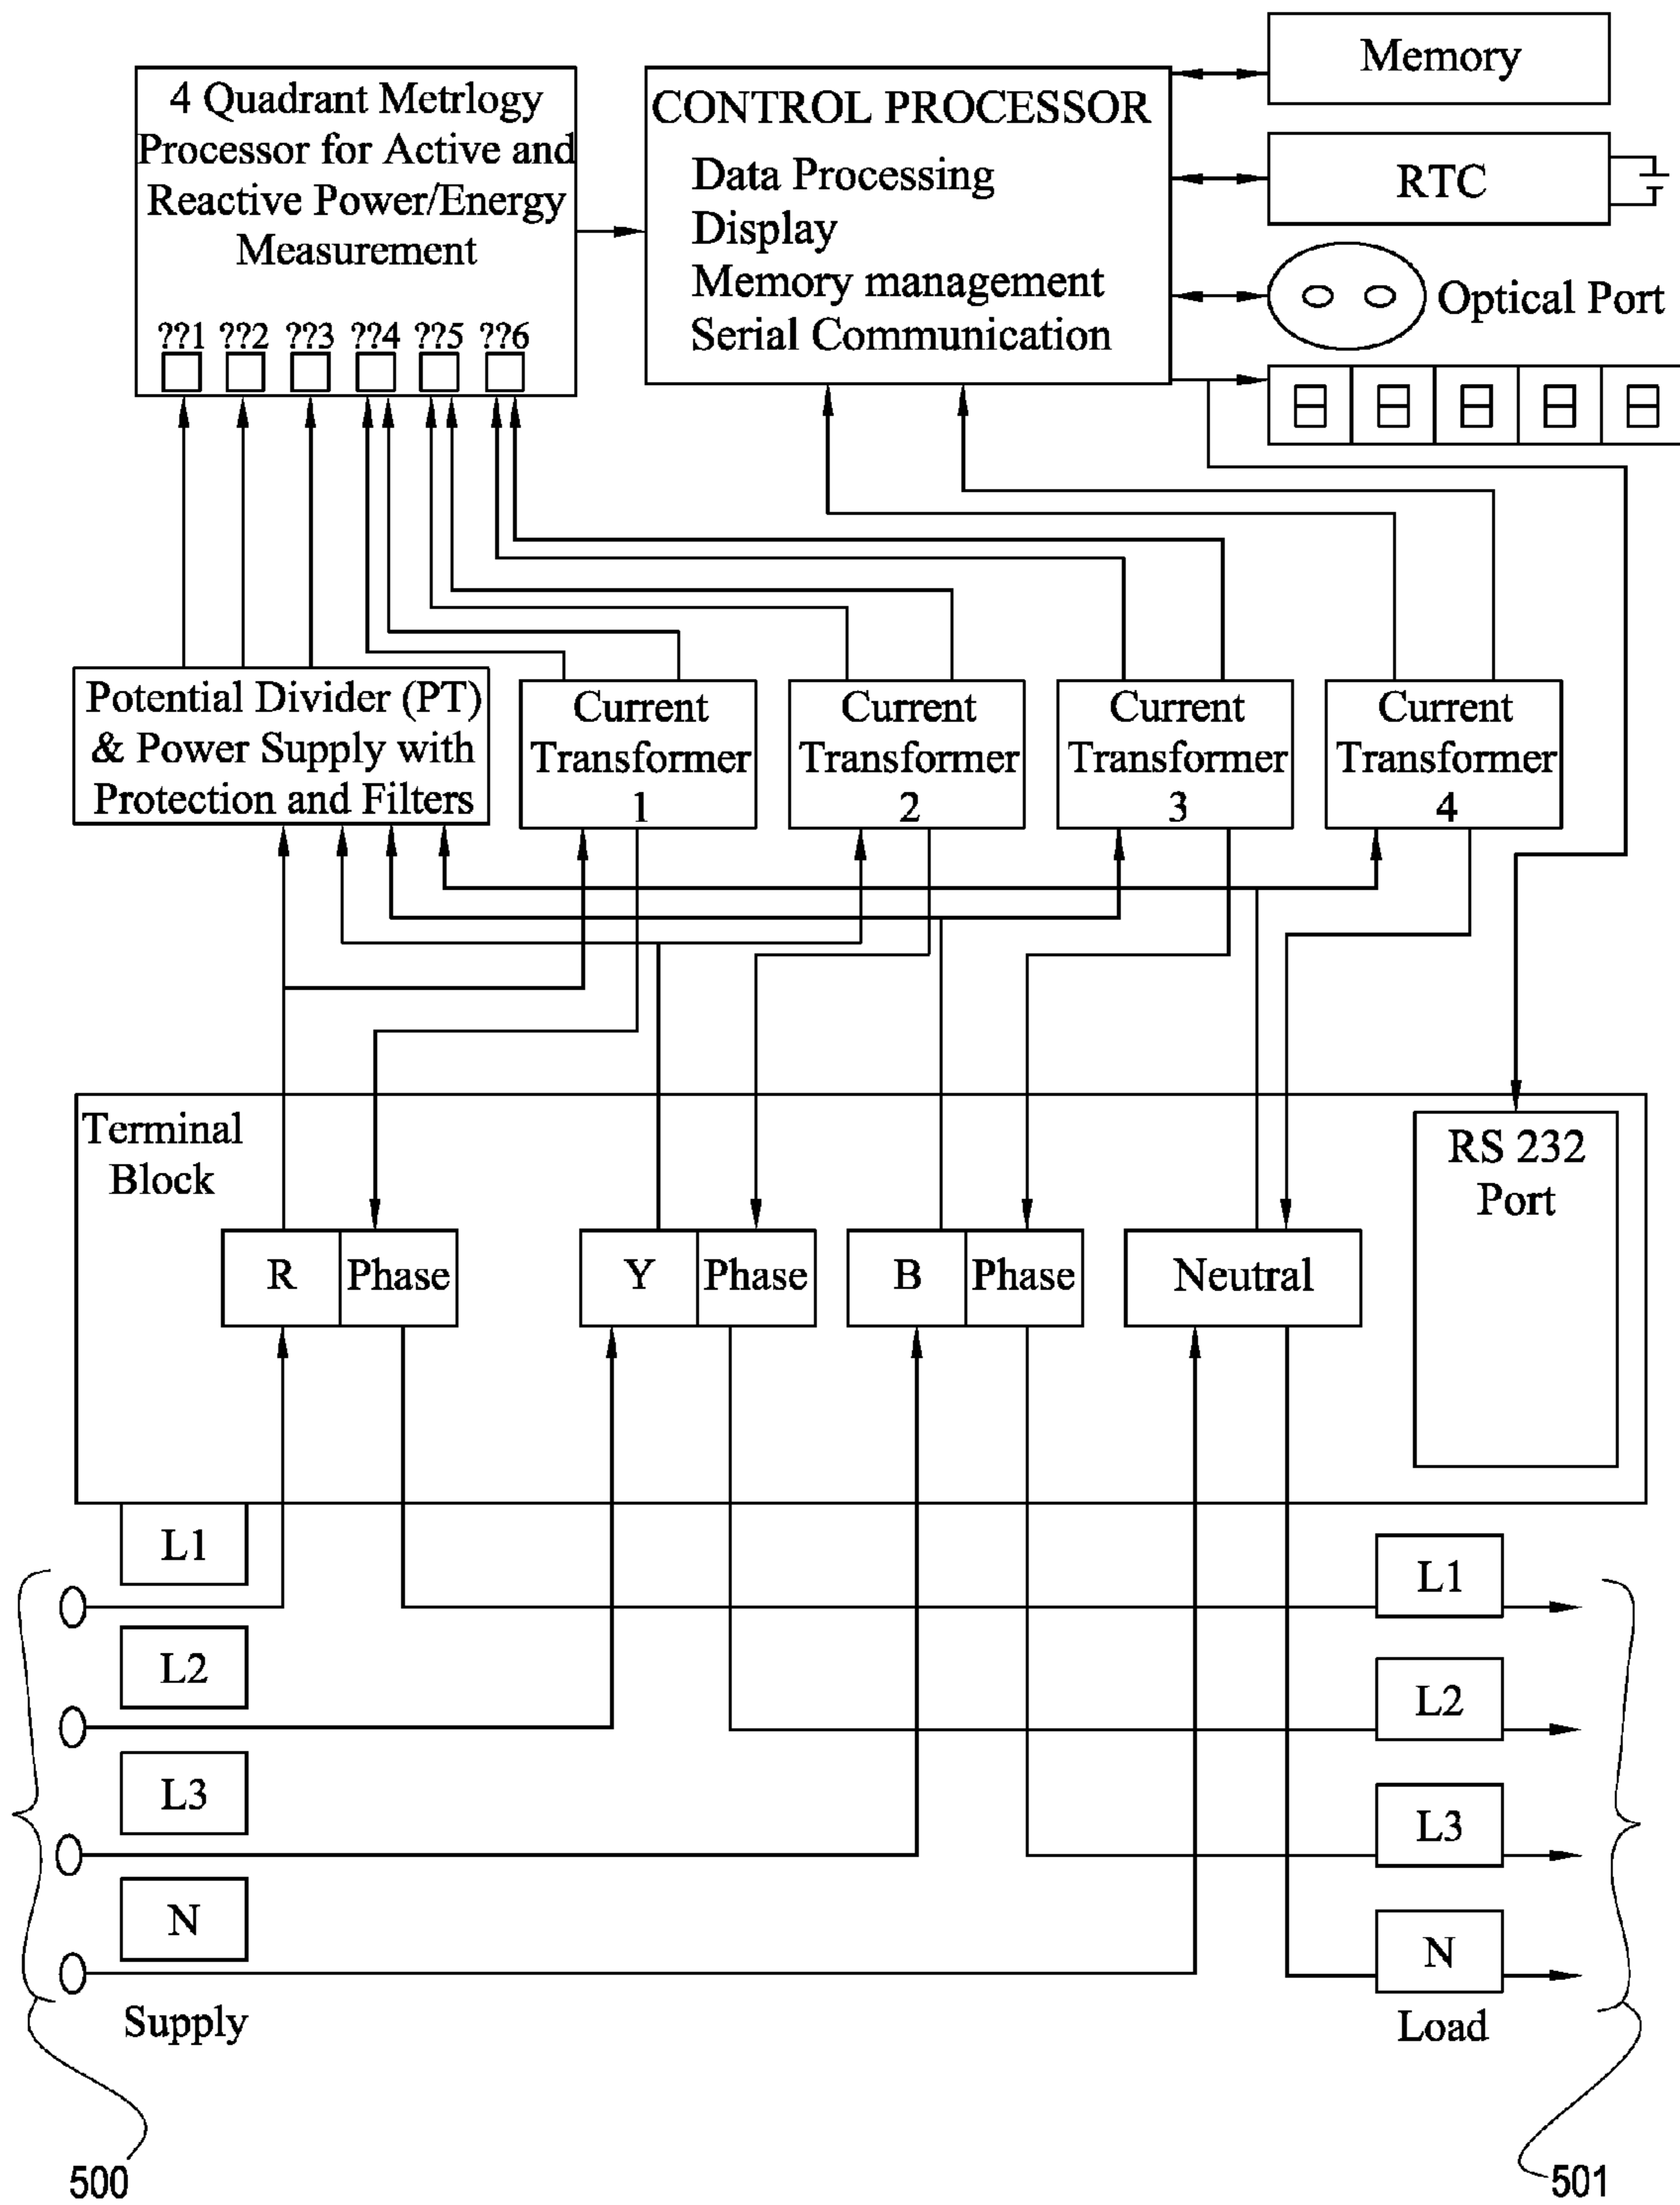 4 Quadrant Metrlogy
Processor for Active and
Reactive Power/Energy
Measurement
??1 ??2 ??3 ??4 ??5 ??6
CONTROL PROCESSOR
Data Processing
Display
Memory management
Serial Communication
Memory
RTC
Optical Port
Potential Divider (PT)
& Power Supply with
Protection and Filters
Current
Transformer
1
Current
Transformer
2
Current
Transformer
3
Current
Transformer
4
Terminal
Block
R Phase
Y Phase
B Phase
Neutral
RS 232
Port
L1
L2
L3
N
Supply
L1
L2
L3
N
Load
500
501